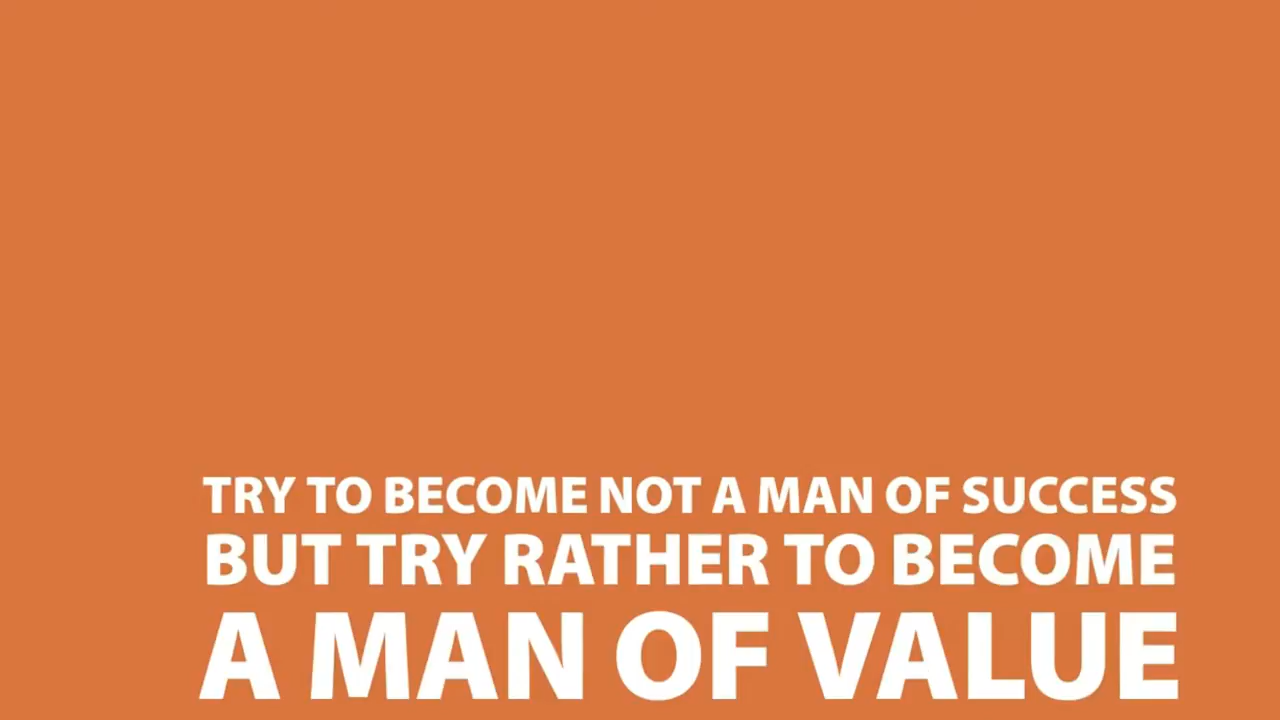 TRY TO BECOME NOT A MAN OF SUCCESS
BUT TRY RATHER TO BECOME
A MAN OF VALUE